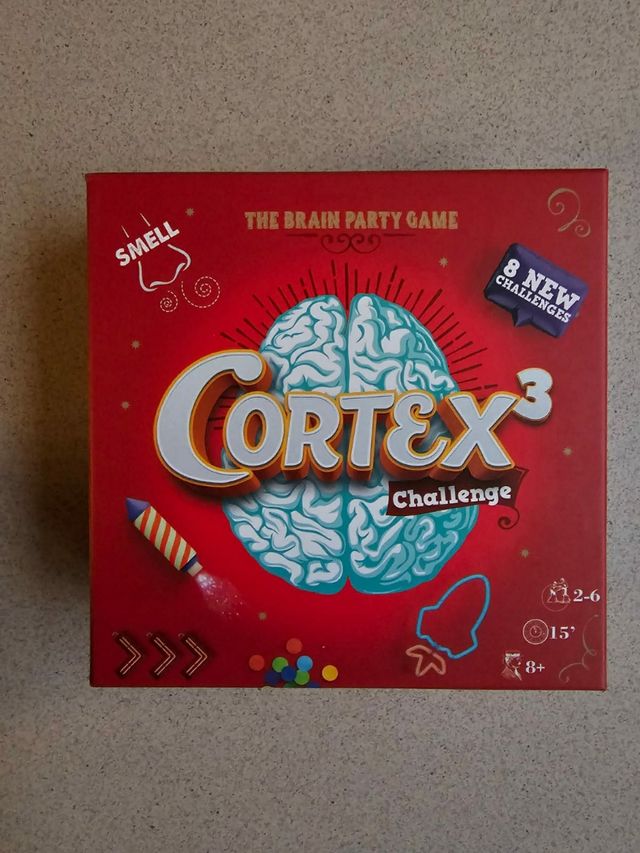 THE BRAIN PARTY GAME
SMELL
8 NEW
CHALLENGES
CORTEX³
Challenge
2-6
15'
8+